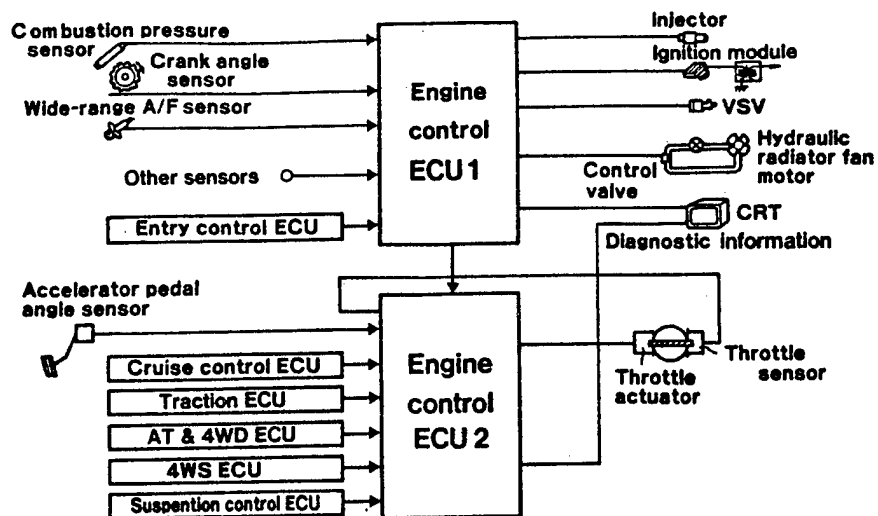 Combustion pressure
sensor
Crank angle
sensor
Wide-range A/F sensor
Other sensors
Entry control ECU
Engine
control
ECU1
Injector
Ignition module
VSV
Hydraulic
radiator fan
motor
Control
valve
CRT
Diagnostic information
Accelerator pedal
angle sensor
Cruise control ECU
Traction ECU
AT & 4WD ECU
4WS ECU
Suspention control ECU
Engine
control
ECU2
Throttle
actuator
Throttle
sensor